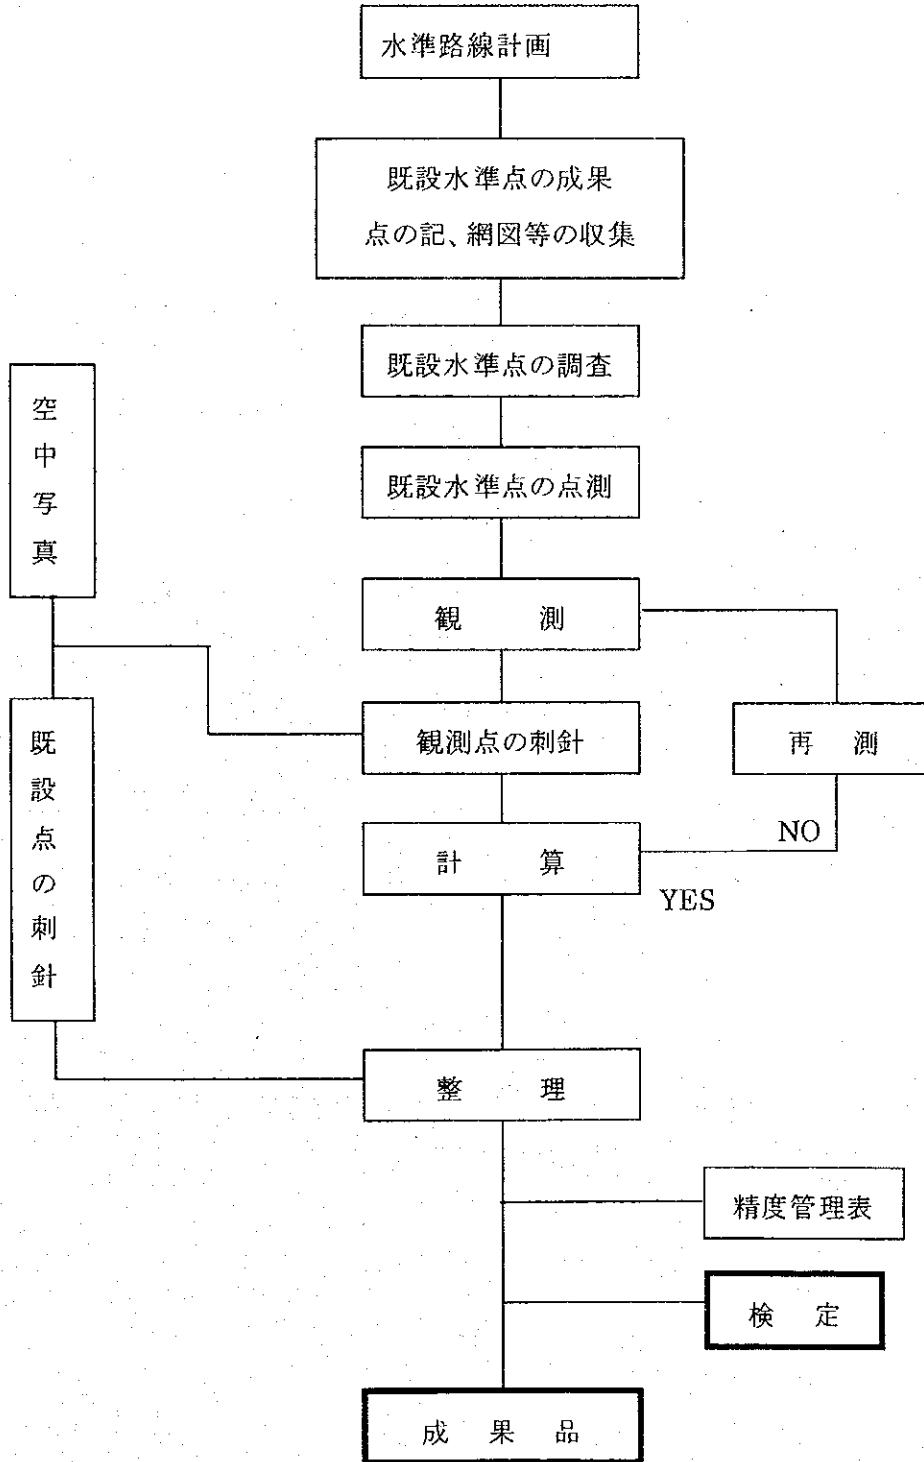 水準路線計画
既設水準点の成果
点の記、網図等の収集
既設水準点の調査
既設水準点の点測
空中写真
観測
既設点の刺針
観測点の刺針
再測
計算
NO
YES
整理
精度管理表
検定
成果品